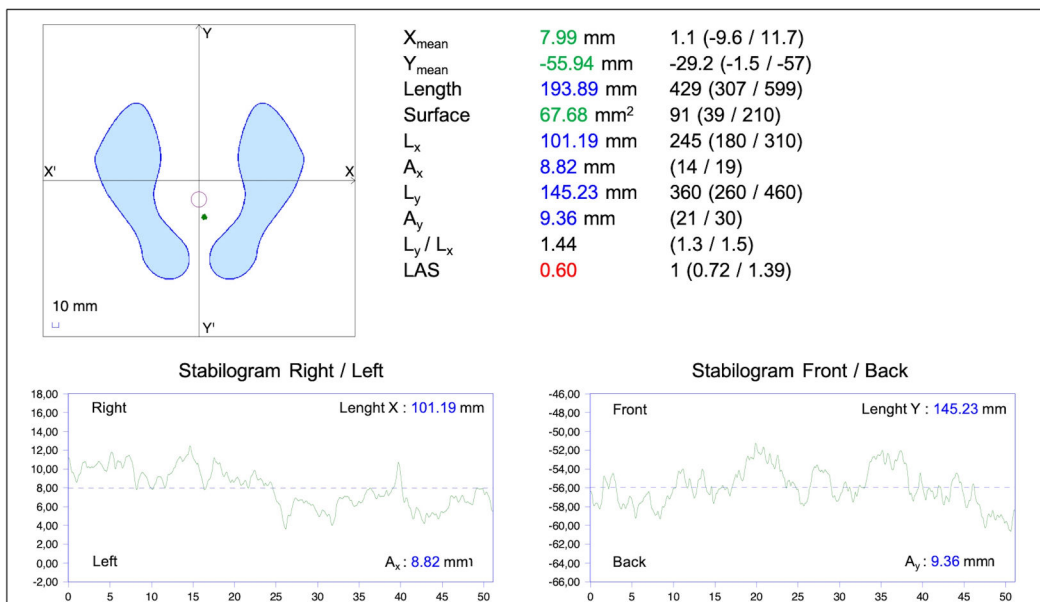 Y
X'
X
Y'
10 mm
X mean 7.99 mm 1.1 (-9.6 / 11.7)
Y mean -55.94 mm -29.2 (-1.5 / -57)
Length 193.89 mm 429 (307 / 599)
Surface 67.68 mm² 91 (39 / 210)
Lx 101.19 mm 245 (180 / 310)
Ax 8.82 mm (14 / 19)
Ly 145.23 mm 360 (260 / 460)
Ay 9.36 mm (21 / 30)
Ly / Lx 1.44 (1.3 / 1.5)
LAS 0.60 1 (0.72 / 1.39)
Stabilogram Right / Left
18,00
16,00
14,00
12,00
10,00
8,00
6,00
4,00
2,00
0,00
-2,00
Right
Lenght X : 101.19 mm
Left
Ax : 8.82 mm
0 5 10 15 20 25 30 35 40 45 50
Stabilogram Front / Back
-46,00
-48,00
-50,00
-52,00
-54,00
-56,00
-58,00
-60,00
-62,00
-64,00
-66,00
Front
Lenght Y : 145.23 mm
Back
Ay : 9.36 mm
0 5 10 15 20 25 30 35 40 45 50